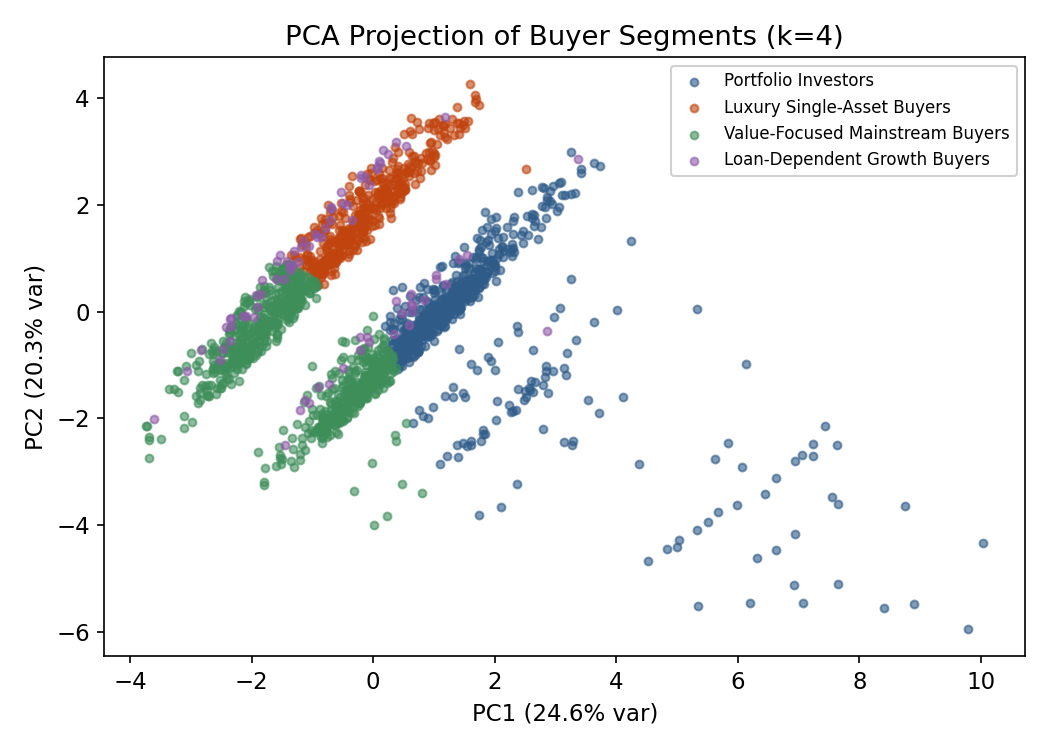 PCA Projection of Buyer Segments (k=4)
Portfolio Investors
Luxury Single-Asset Buyers
Value-Focused Mainstream Buyers
Loan-Dependent Growth Buyers
PC2 (20.3% var)
4
2
0
−2
−4
−6
−4
−2
0
2
4
6
8
10
PC1 (24.6% var)